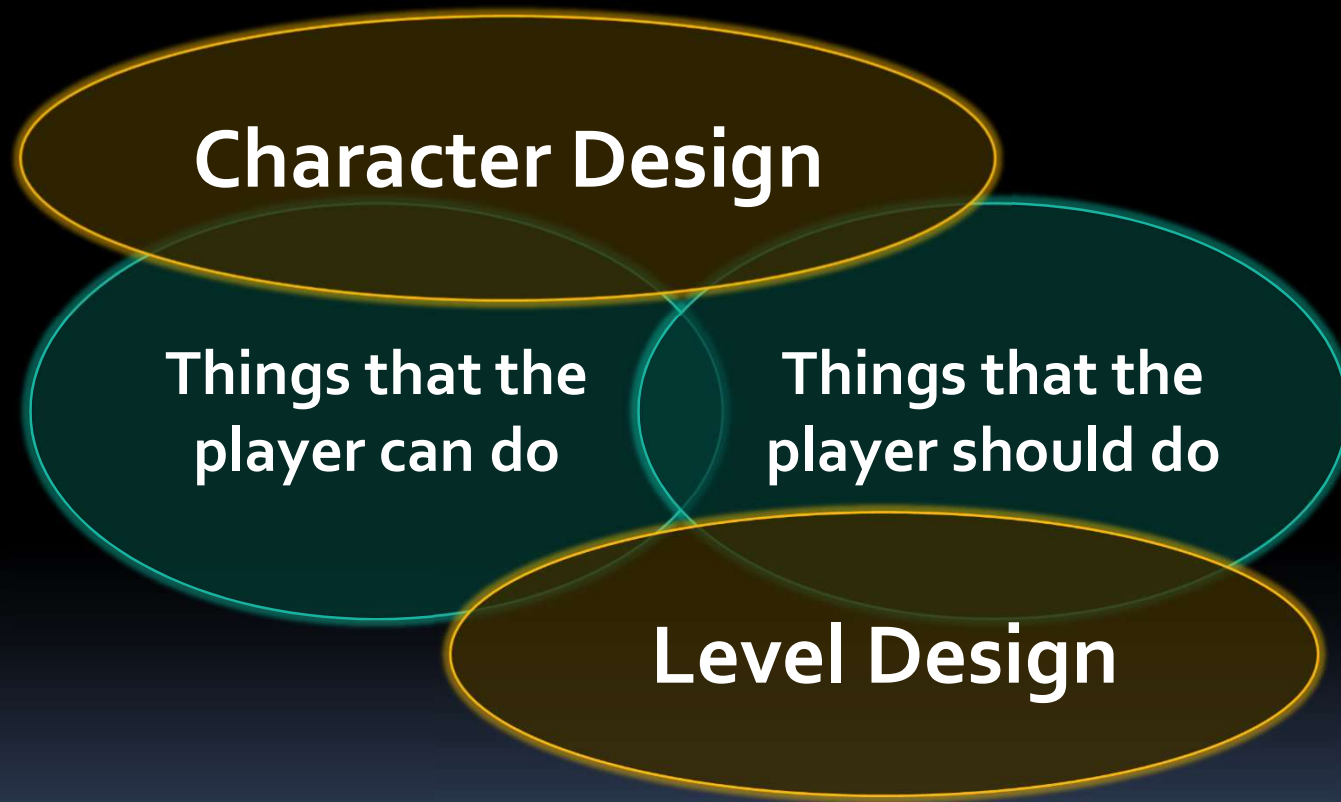 Character Design
Things that the
player can do
Things that the
player should do
Level Design